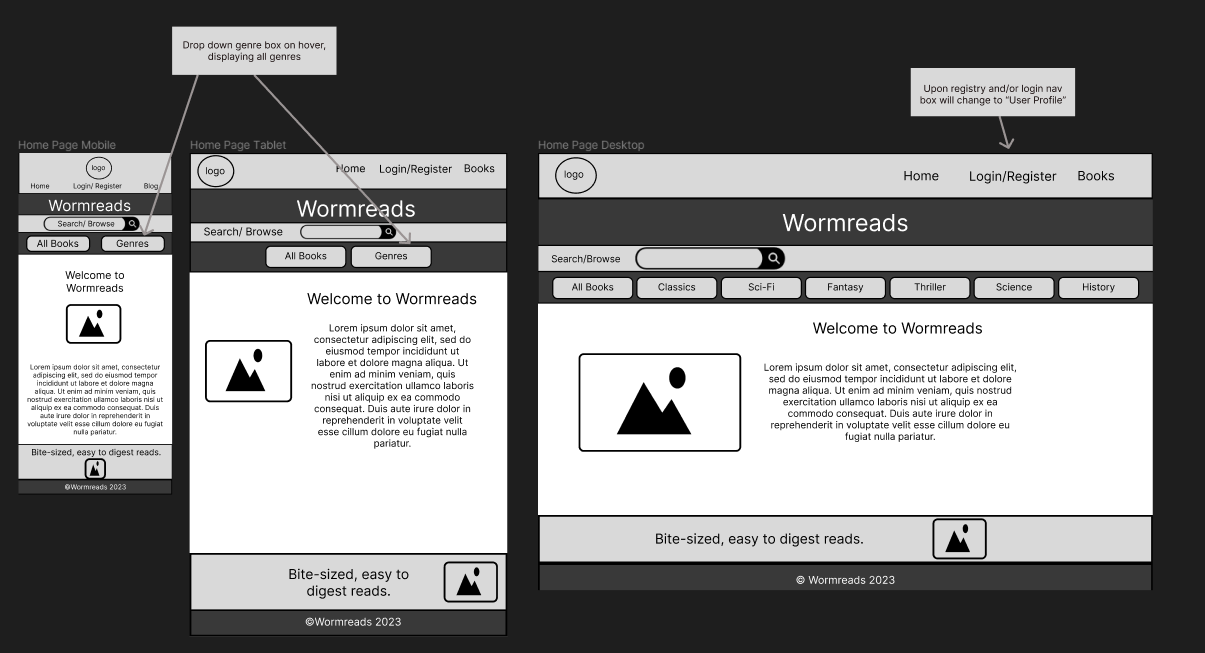 Drop down genre box on hover,
displaying all genres
Upon registry and/or login nav
box will change to “User Profile”
Home Page Mobile
logo
Home Login/ Register Blog
Wormreads
Search/ Browse
All Books Genres
Welcome to
Wormreads
Lorem ipsum dolor sit amet, consectetur
adipiscing elit, sed do eiusmod tempor
incididunt ut labore et dolore magna
aliqua. Ut enim ad minim veniam, quis
nostrud exercitation ullamco laboris nisi ut
aliquip ex ea commodo consequat. Duis
aute irure dolor in reprehenderit in
voluptate velit esse cillum dolore eu fugiat
nulla pariatur.
Bite-sized, easy to digest reads.
©Wormreads 2023
Home Page Tablet
logo Home Login/Register Books
Wormreads
Search/ Browse
All Books Genres
Welcome to Wormreads
Lorem ipsum dolor sit amet,
consectetur adipiscing elit, sed do
eiusmod tempor incididunt ut
labore et dolore magna aliqua. Ut
enim ad minim veniam, quis
nostrud exercitation ullamco laboris
nisi ut aliquip ex ea commodo
consequat. Duis aute irure dolor in
reprehenderit in voluptate velit
esse cillum dolore eu fugiat nulla
pariatur.
Bite-sized, easy to
digest reads.
©Wormreads 2023
Home Page Desktop
logo Home Login/Register Books
Wormreads
Search/Browse
All Books Classics Sci-Fi Fantasy Thriller Science History
Welcome to Wormreads
Lorem ipsum dolor sit amet, consectetur adipiscing elit,
sed do eiusmod tempor incididunt ut labore et dolore
magna aliqua. Ut enim ad minim veniam, quis nostrud
exercitation ullamco laboris nisi ut aliquip ex ea
commodo consequat. Duis aute irure dolor in
reprehenderit in voluptate velit esse cillum dolore eu
fugiat nulla pariatur.
Bite-sized, easy to digest reads.
© Wormreads 2023